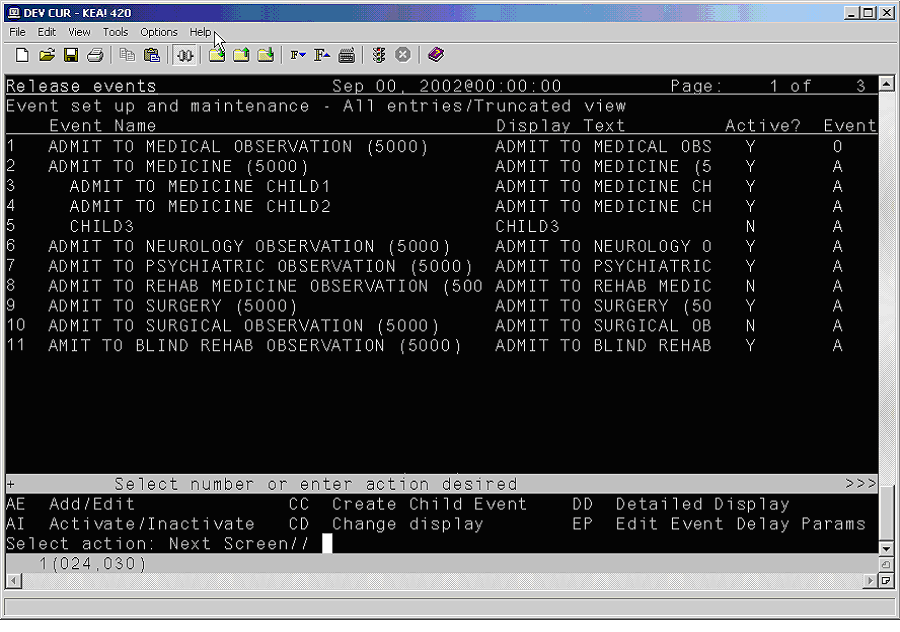 DEV CUR - KEA! 420
File Edit View Tools Options Help
Release events Sep 00, 2002@00:00:00 Page: 1 of 3
Event set up and maintenance - All entries/Truncated view
Event Name Display Text Active? Event
1 ADMIT TO MEDICAL OBSERVATION (5000) ADMIT TO MEDICAL OBS Y O
2 ADMIT TO MEDICINE (5000) ADMIT TO MEDICINE (5 Y A
3 ADMIT TO MEDICINE CHILD1 ADMIT TO MEDICINE CH Y A
4 ADMIT TO MEDICINE CHILD2 ADMIT TO MEDICINE CH Y A
5 CHILD3 CHILD3 N A
6 ADMIT TO NEUROLOGY OBSERVATION (5000) ADMIT TO NEUROLOGY O Y A
7 ADMIT TO PSYCHIATRIC OBSERVATION (5000) ADMIT TO PSYCHIATRIC Y A
8 ADMIT TO REHAB MEDICINE OBSERVATION (500 ADMIT TO REHAB MEDIC N A
9 ADMIT TO SURGERY (5000) ADMIT TO SURGERY (50 Y A
10 ADMIT TO SURGICAL OBSERVATION (5000) ADMIT TO SURGICAL OB N A
11 AMIT TO BLIND REHAB OBSERVATION (5000) ADMIT TO BLIND REHAB Y A
+ Select number or enter action desired >>>
AE Add/Edit CC Create Child Event DD Detailed Display
AI Activate/Inactivate CD Change display EP Edit Event Delay Params
Select action: Next Screen//
1(024,030)